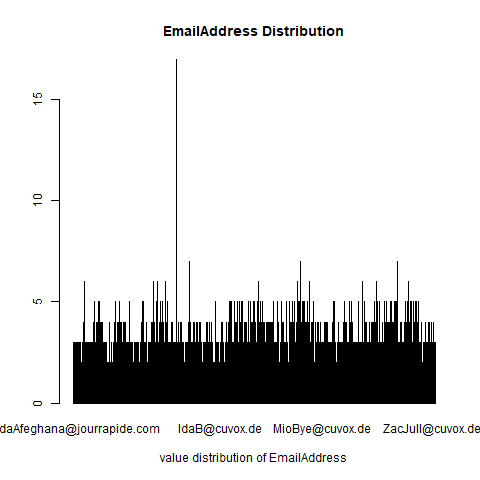 EmailAddress Distribution
15
10
5
0
daAfeghana@jourrapide.com IdaB@cuvox.de MioBye@cuvox.de ZacJull@cuvox.de
value distribution of EmailAddress